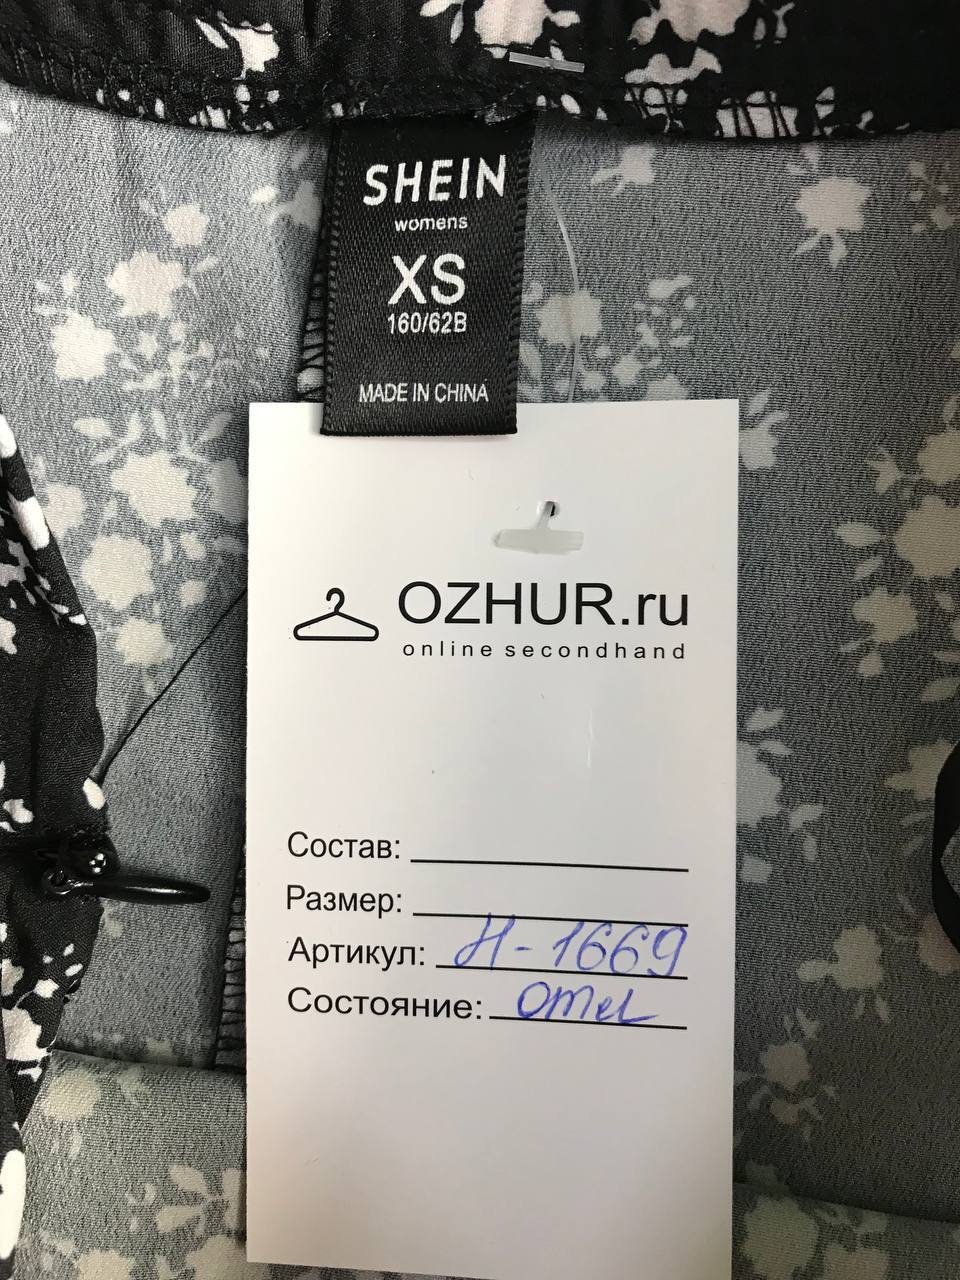 SHEIN
womens
XS
160/62B
MADE IN CHINA
OZHUR.ru
online secondhand
Состав:
Размер:
Артикул: Н-1669
Состояние: отл